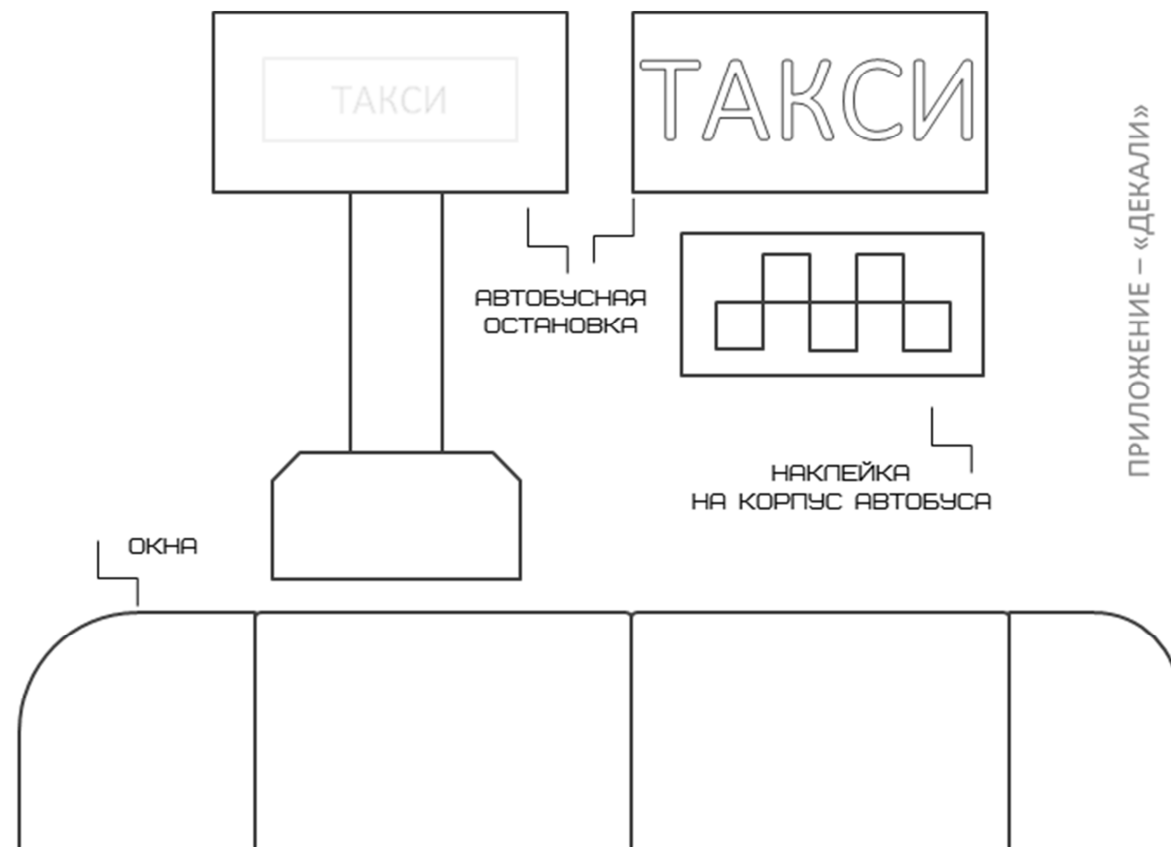 ТАКСИ
ТАКСИ
АВТОБУСНАЯ
ОСТАНОВКА
НАКЛЕЙКА
НА КОРПУС АВТОБУСА
ОКНА
ПРИЛОЖЕНИЕ – «ДЕКАЛИ»